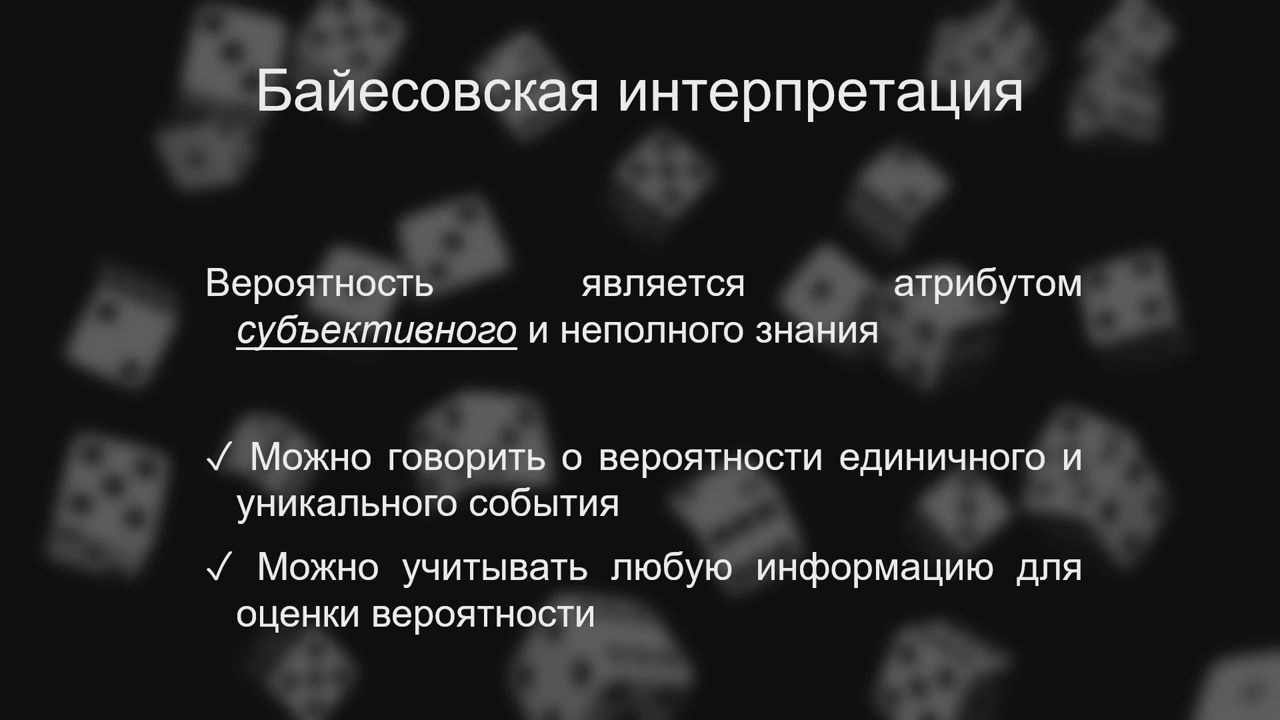 Байесовская интерпретация
Вероятность является атрибутом
субъективного и неполного знания
✓ Можно говорить о вероятности единичного и
уникального события
✓ Можно учитывать любую информацию для
оценки вероятности